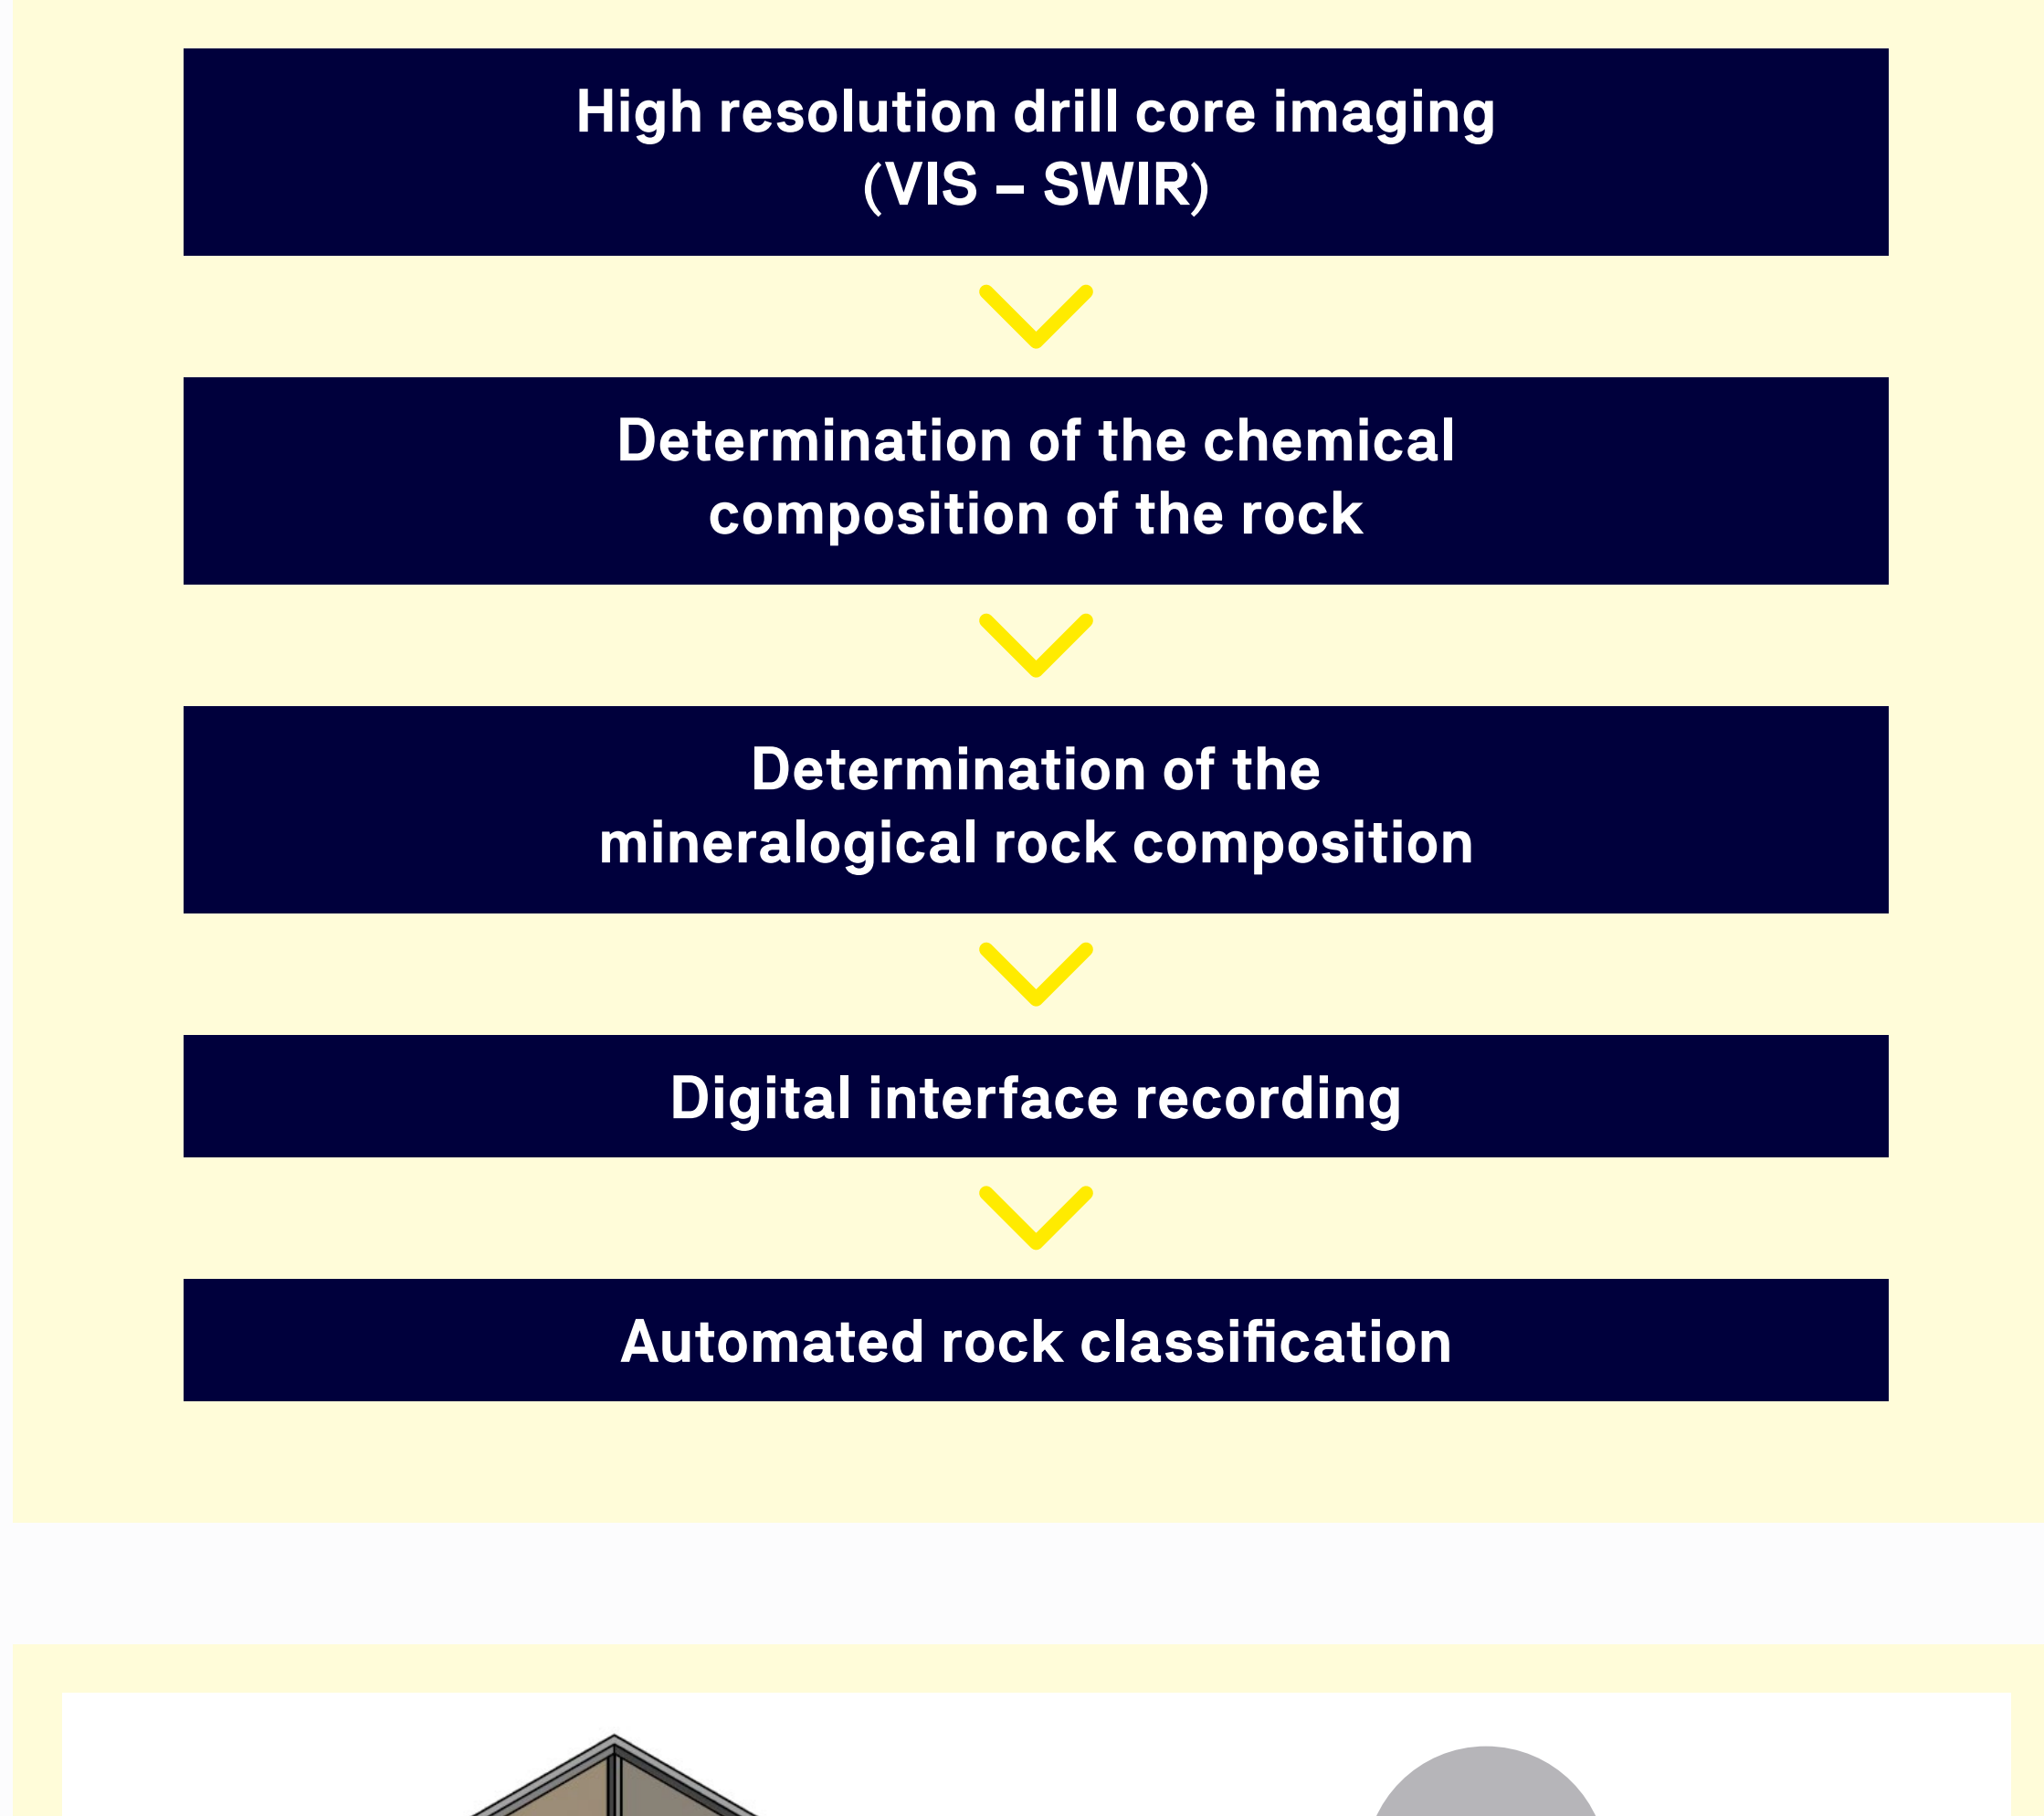 High resolution drill core imaging
(VIS – SWIR)
Determination of the chemical
composition of the rock
Determination of the
mineralogical rock composition
Digital interface recording
Automated rock classification